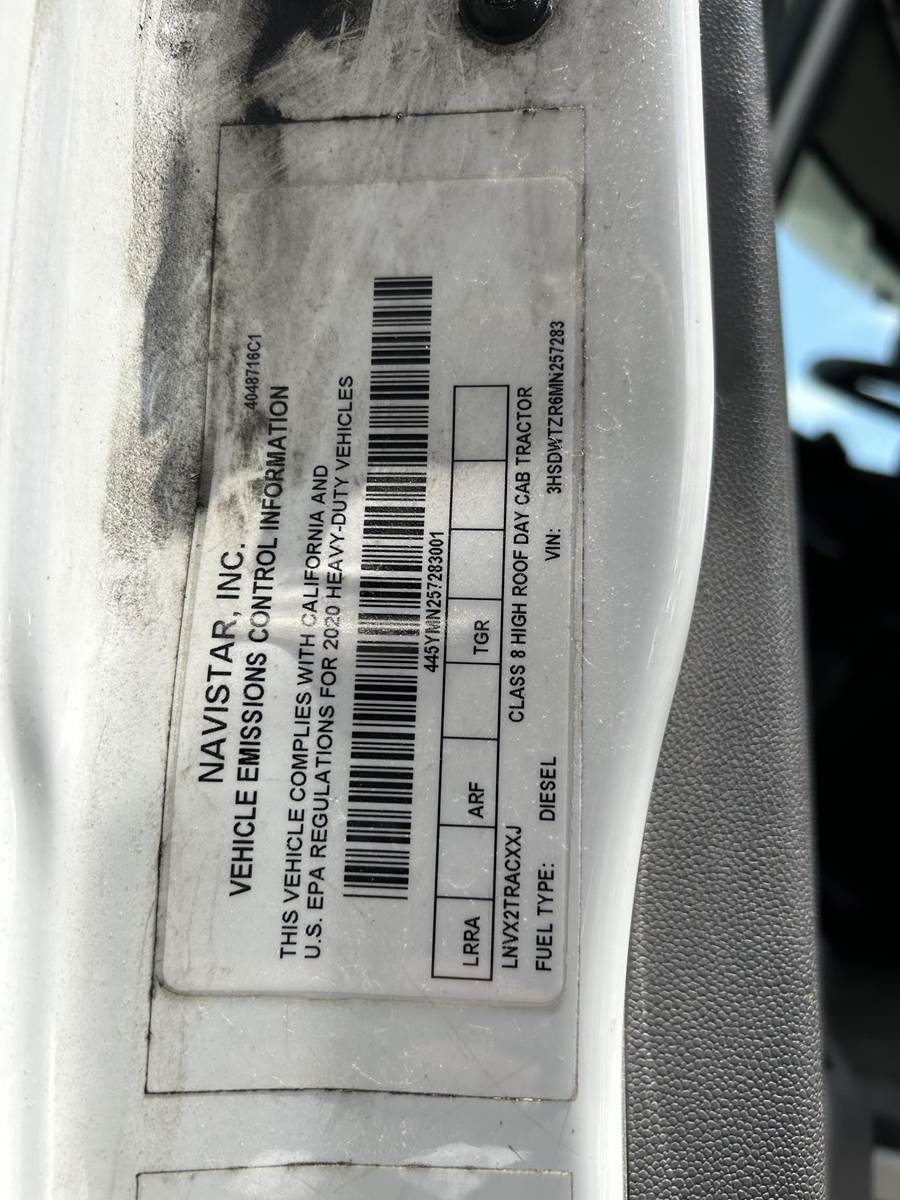 4048716C1
NAVISTAR, INC.
VEHICLE EMISSIONS CONTROL INFORMATION
THIS VEHICLE COMPLIES WITH CALIFORNIA AND
U.S. EPA REGULATIONS FOR 2020 HEAVY-DUTY VEHICLES
445YMN257283001
LRRA ARF TGR
LNVX2TRACXXJ CLASS 8 HIGH ROOF DAY CAB TRACTOR
FUEL TYPE: DIESEL VIN: 3HSDWTZR6MN257283